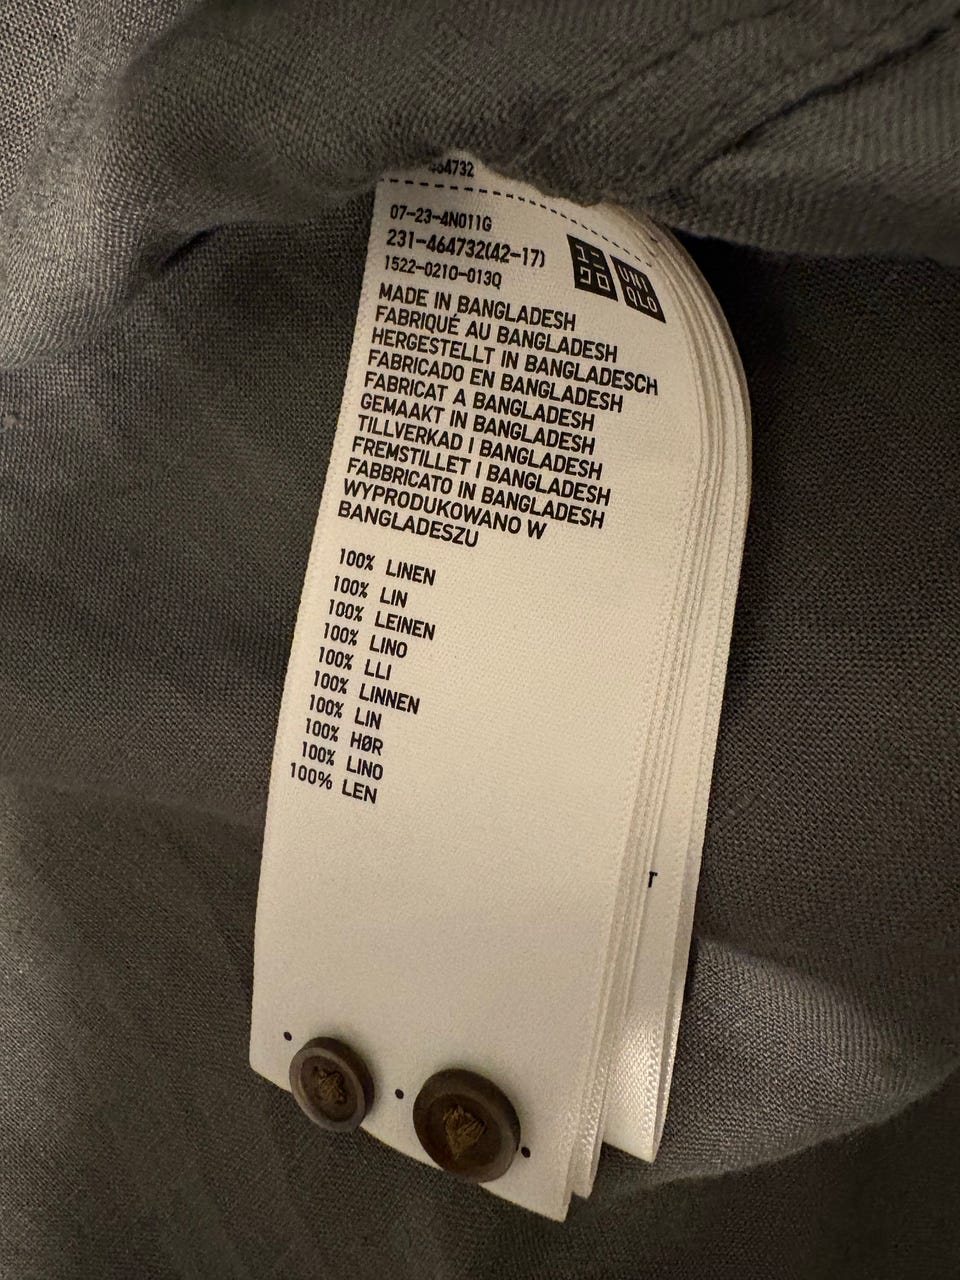 464732
07-23-4N011G
231-464732(42-17)
1522-0210-013Q
UNI
QLO
MADE IN BANGLADESH
FABRIQUÉ AU BANGLADESH
HERGESTELLT IN BANGLADESCH
FABRICADO EN BANGLADESH
FABRICAT A BANGLADESH
GEMAAKT IN BANGLADESH
TILLVERKAD I BANGLADESH
FREMSTILLET I BANGLADESH
FABBRICATO IN BANGLADESH
WYPRODUKOWANO W
BANGLADESZU
100% LINEN
100% LIN
100% LEINEN
100% LINO
100% LLI
100% LINNEN
100% LIN
100% HØR
100% LINO
100% LEN
T